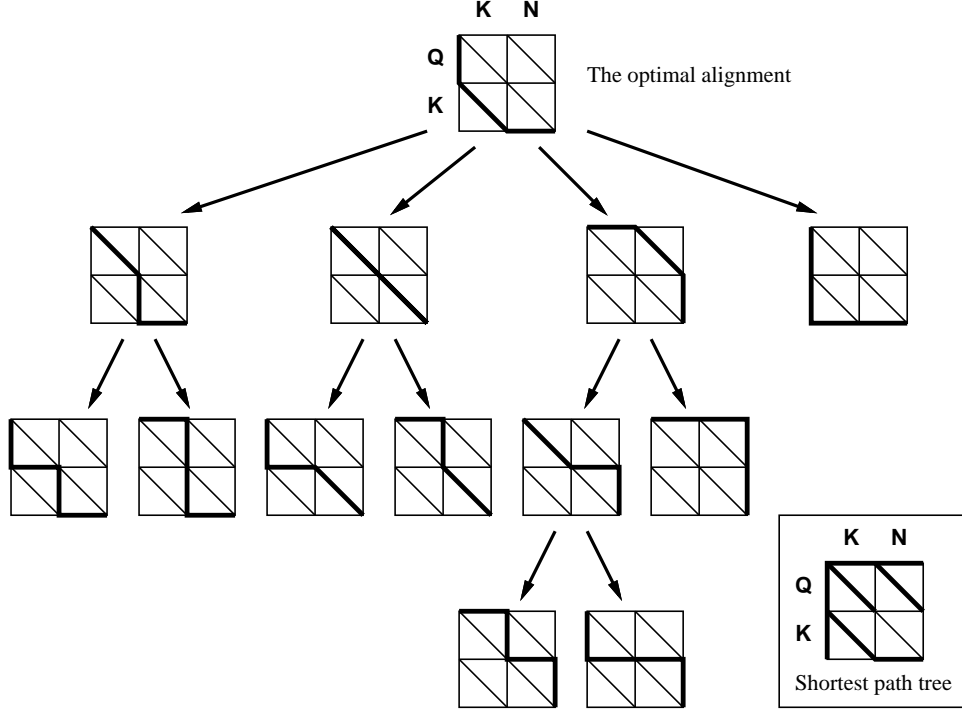 K N
Q
The optimal alignment
K
K N
Q
K
Shortest path tree